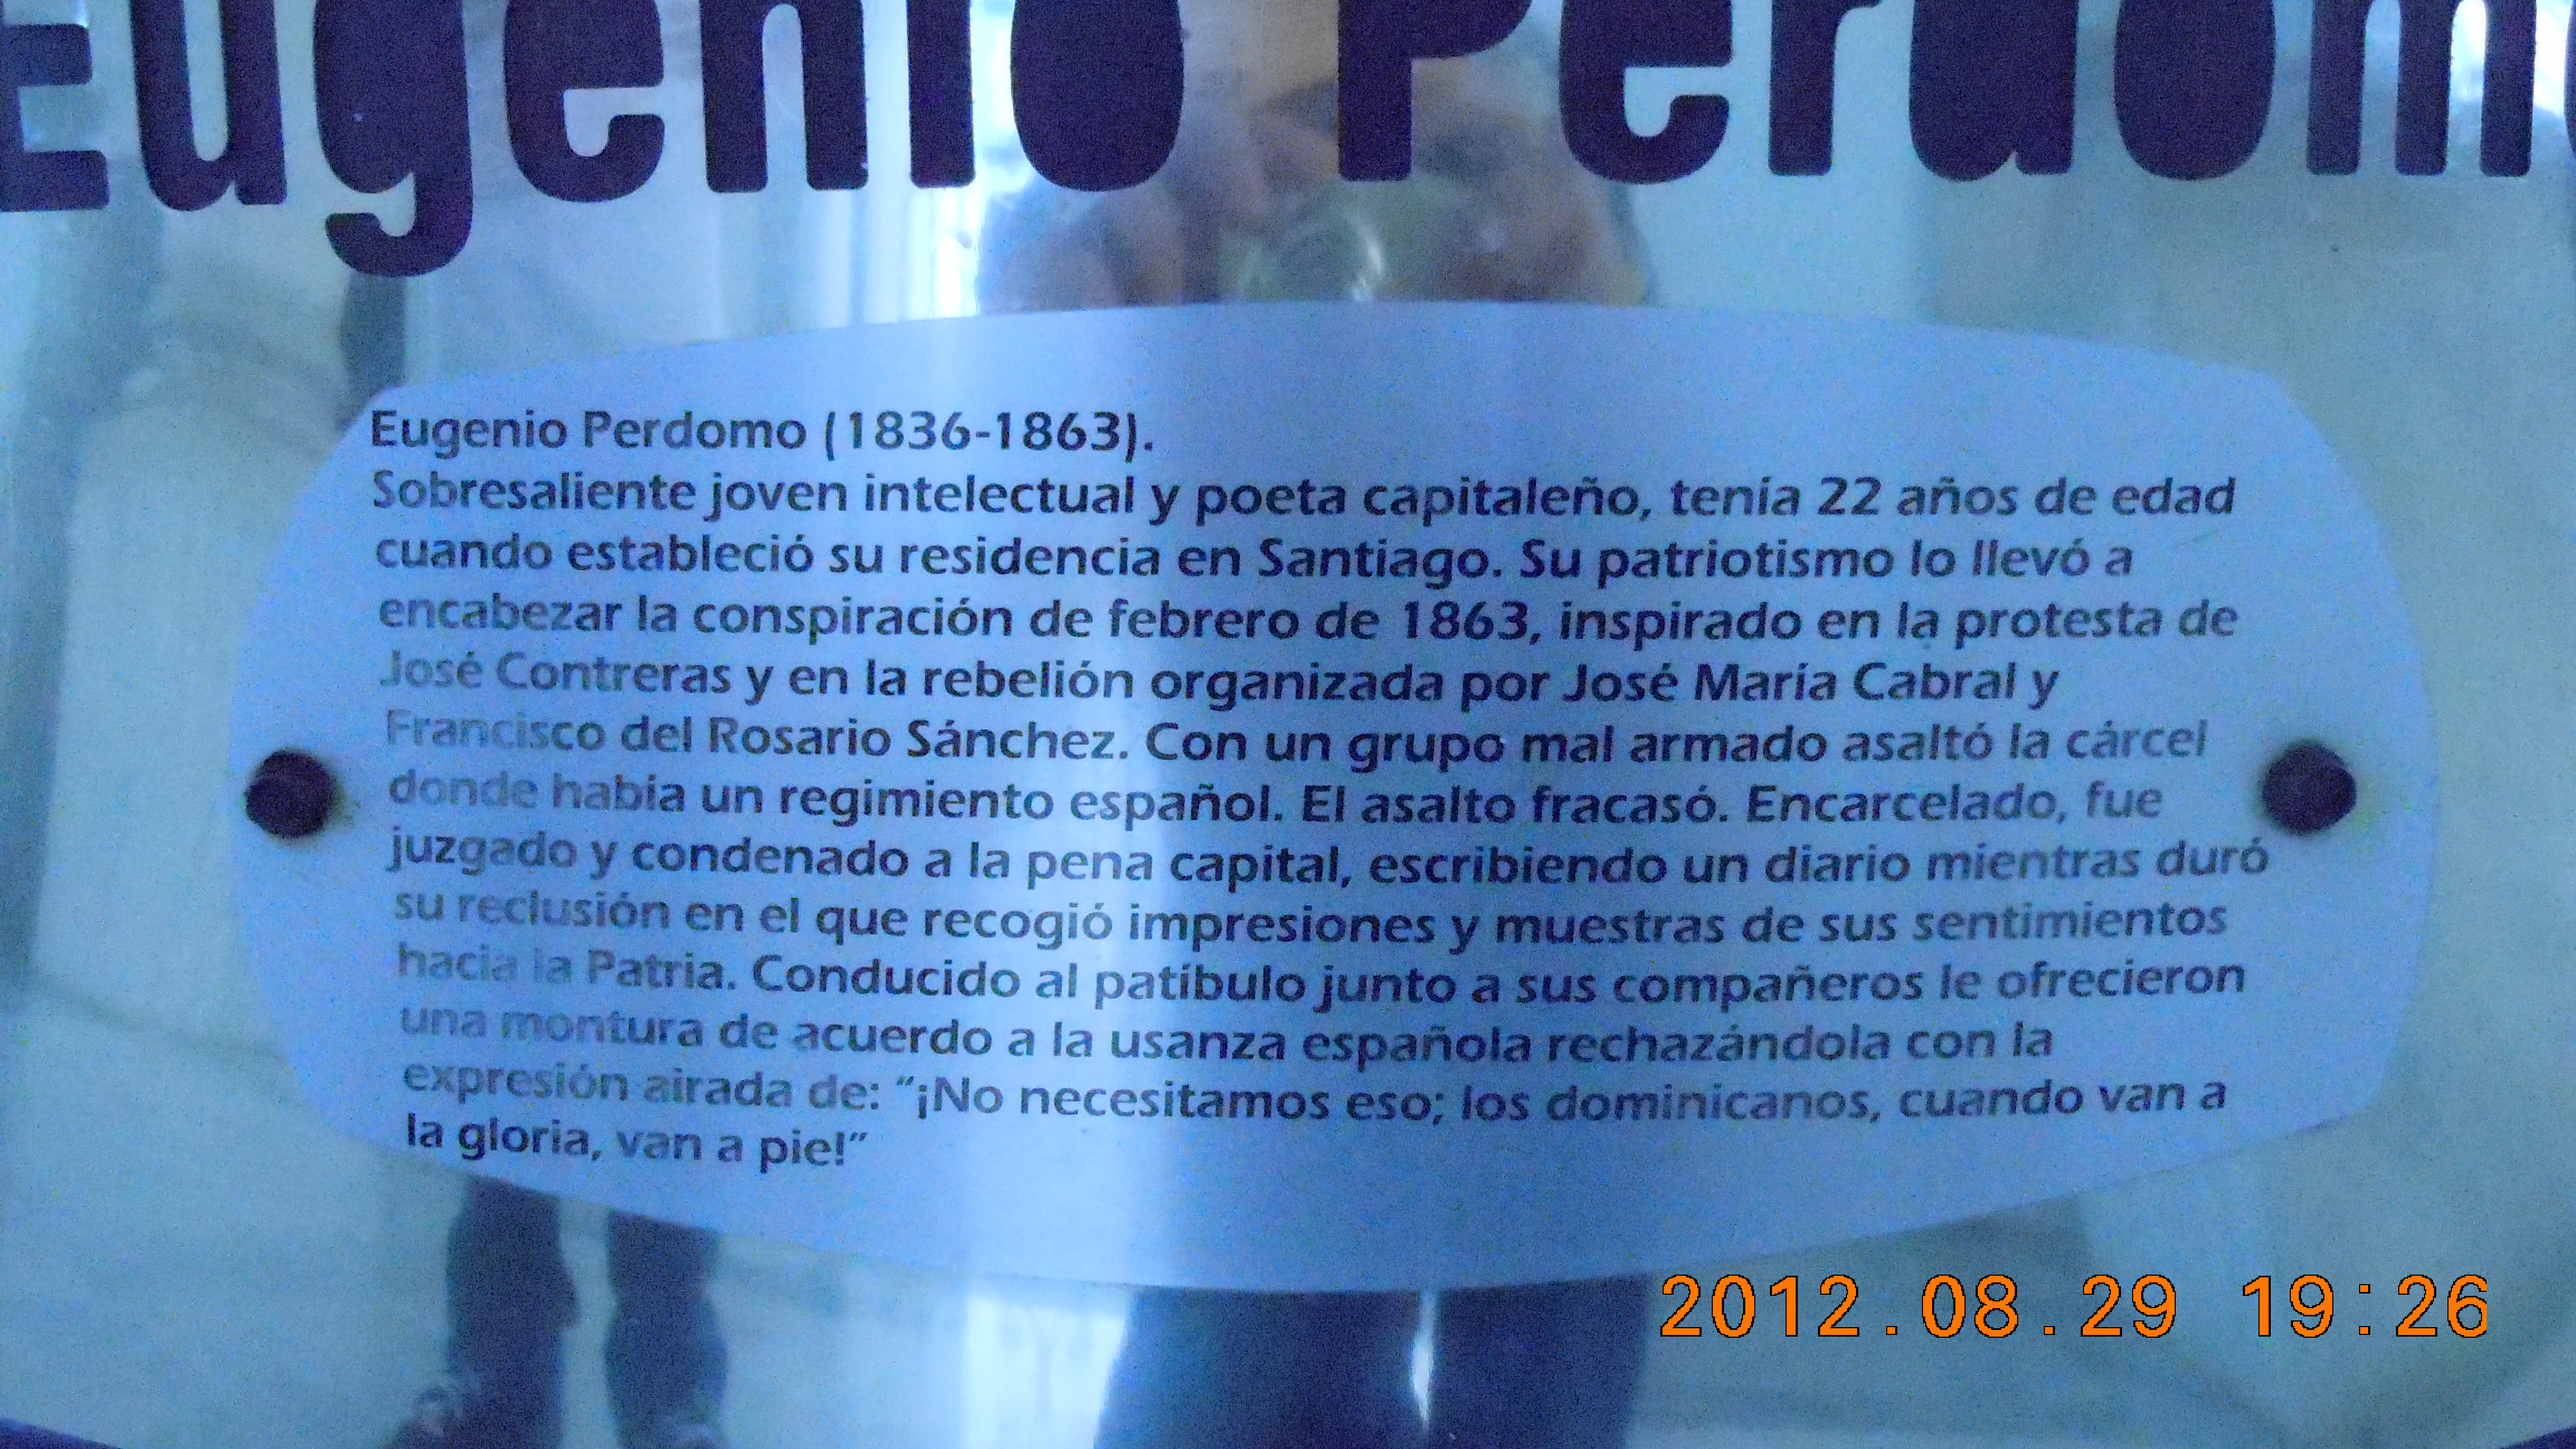 Eugenio Perdomo
Eugenio Perdomo (1836-1863).
Sobresaliente joven intelectual y poeta capitaleño, tenía 22 años de edad
cuando estableció su residencia en Santiago. Su patriotismo lo llevó a
encabezar la conspiración de febrero de 1863, inspirado en la protesta de
José Contreras y en la rebelión organizada por José María Cabral y
Francisco del Rosario Sánchez. Con un grupo mal armado asaltó la cárcel
donde había un regimiento español. El asalto fracasó. Encarcelado, fue
juzgado y condenado a la pena capital, escribiendo un diario mientras duró
su reclusión en el que recogió impresiones y muestras de sus sentimientos
hacia la Patria. Conducido al patíbulo junto a sus compañeros le ofrecieron
una montura de acuerdo a la usanza española rechazándola con la
expresión airada de: “¡No necesitamos eso; los dominicanos, cuando van a
la gloria, van a pie!”
2012.08.29 19:26